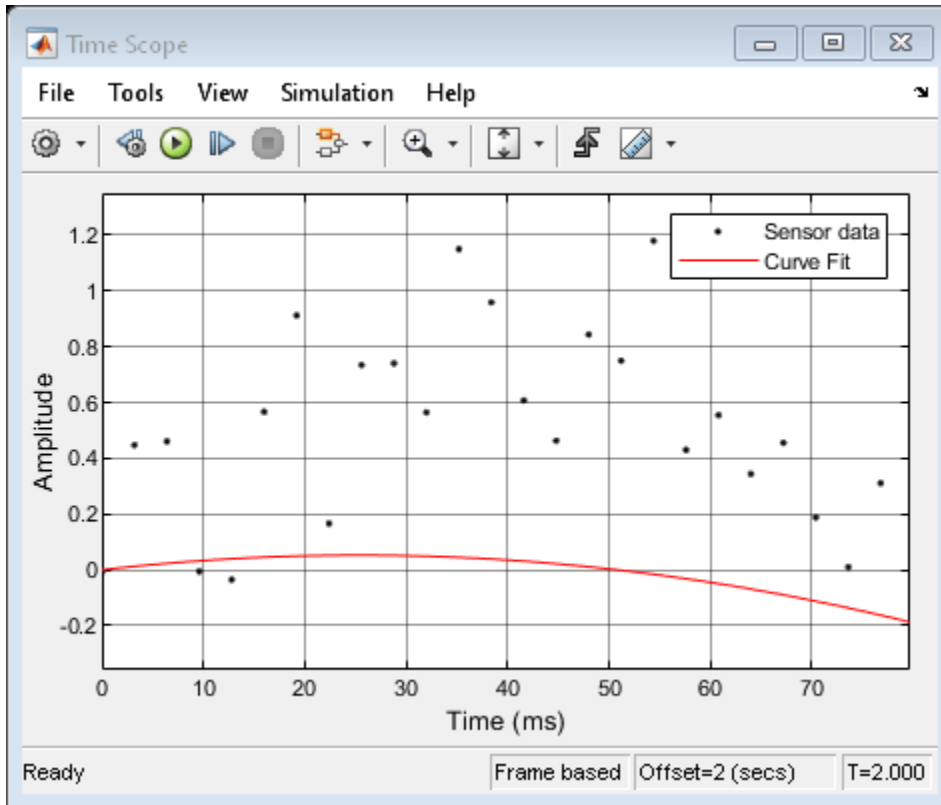 Time Scope
File Tools View Simulation Help
Sensor data
Curve Fit
1.2
1
0.8
0.6
0.4
0.2
0
-0.2
Amplitude
0 10 20 30 40 50 60 70
Time (ms)
Ready Frame based Offset=2 (secs) T=2.000